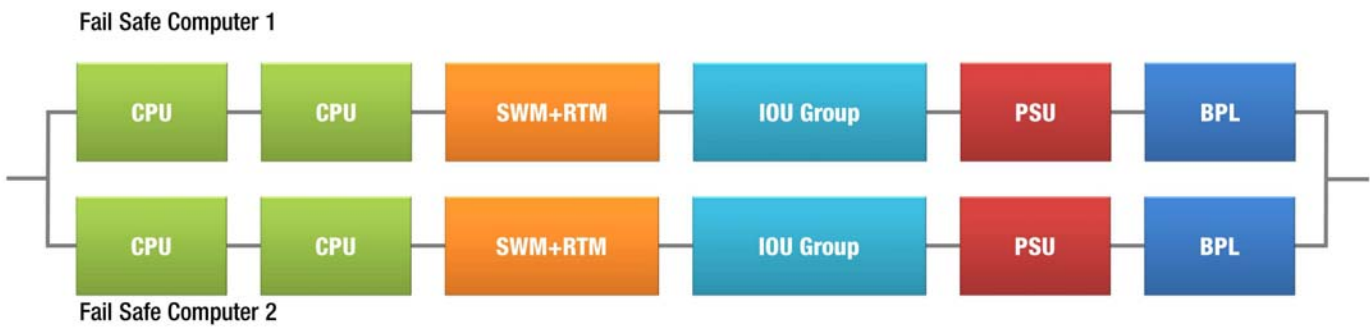 Fail Safe Computer 1
CPU CPU SWM+RTM IOU Group PSU BPL
CPU CPU SWM+RTM IOU Group PSU BPL
Fail Safe Computer 2